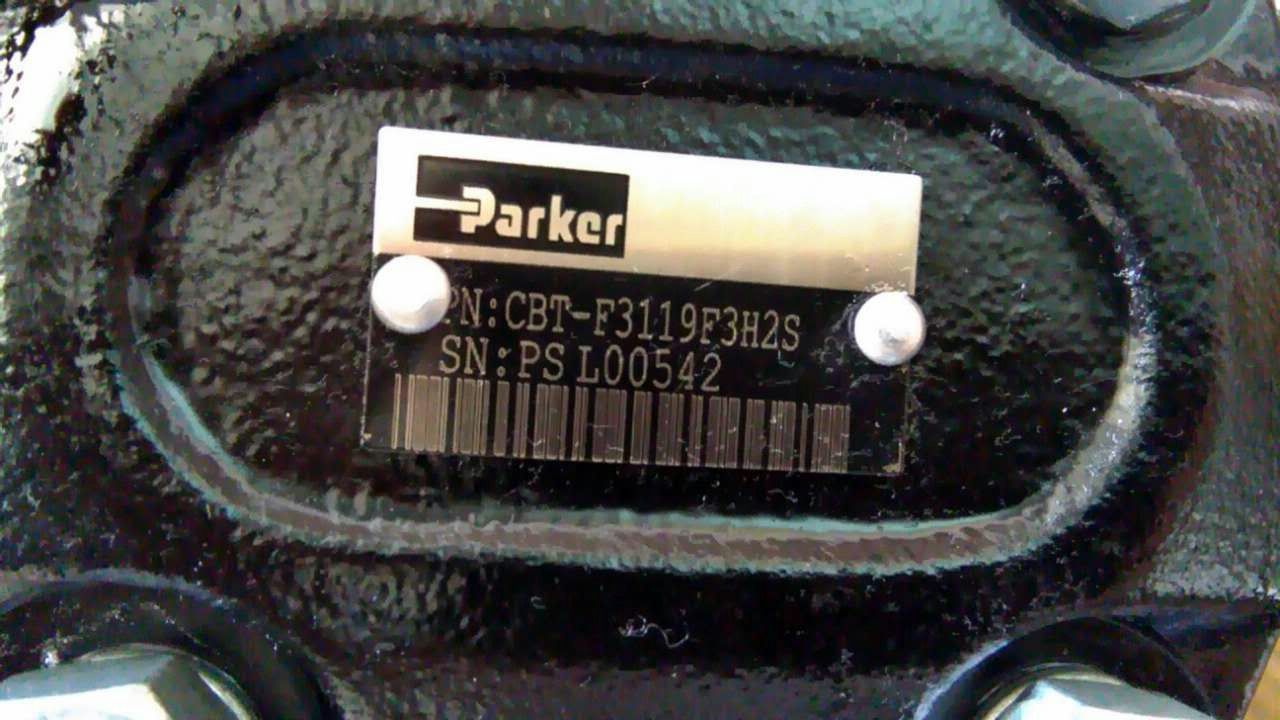 Parker
PN:CBT-F3119F3H2S
SN:PS L00542